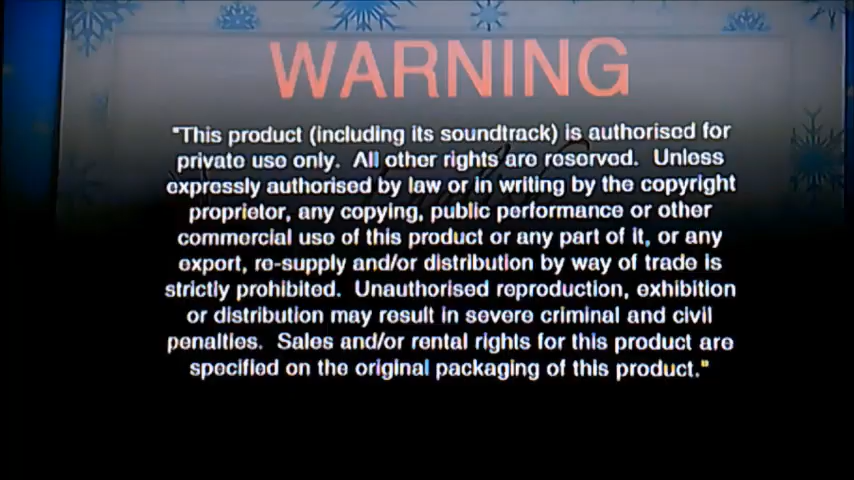 WARNING
"This product (including its soundtrack) is authorised for
private use only. All other rights are reserved. Unless
expressly authorised by law or in writing by the copyright
proprietor, any copying, public performance or other
commercial use of this product or any part of it, or any
export, re-supply and/or distribution by way of trade is
strictly prohibited. Unauthorised reproduction, exhibition
or distribution may result in severe criminal and civil
penalties. Sales and/or rental rights for this product are
specified on the original packaging of this product."